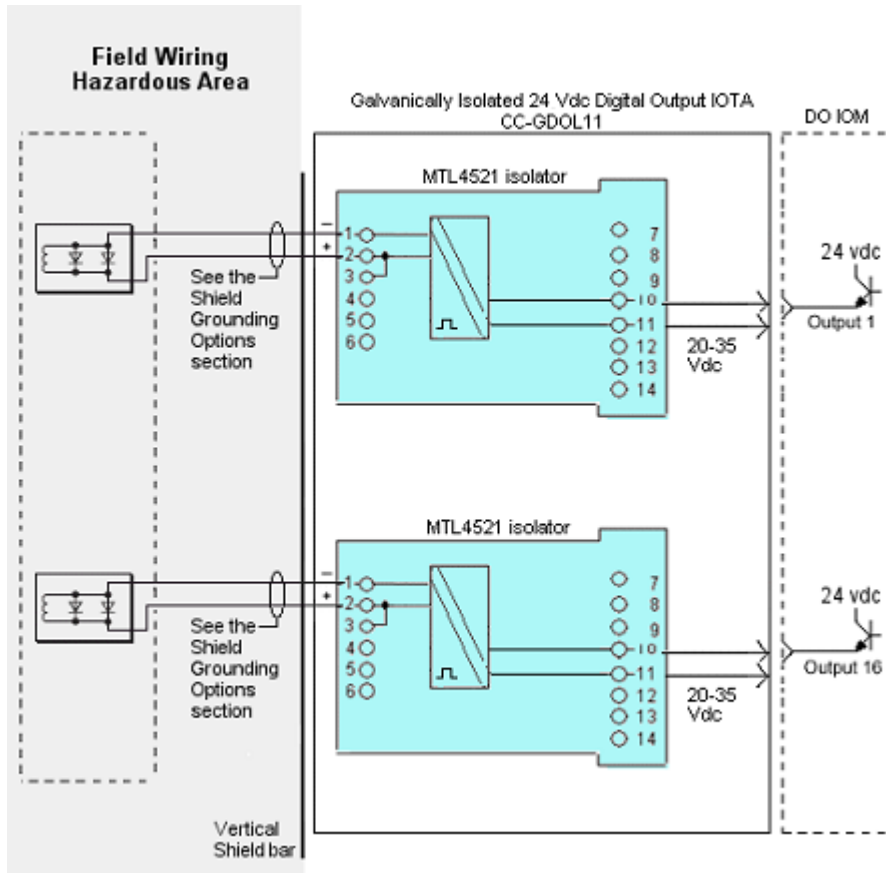 Field Wiring
Hazardous Area
Galvanically Isolated 24 Vdc Digital Output IOTA
CC-GDOL11
DO IOM
MTL4521 isolator
−
+
1
2
3
4
5
6
7
8
9
10
11
12
13
14
See the
Shield
Grounding
Options
section
20-35
Vdc
24 vdc
Output 1
MTL4521 isolator
−
+
1
2
3
4
5
6
7
8
9
10
11
12
13
14
See the
Shield
Grounding
Options
section
20-35
Vdc
24 vdc
Output 16
Vertical
Shield bar